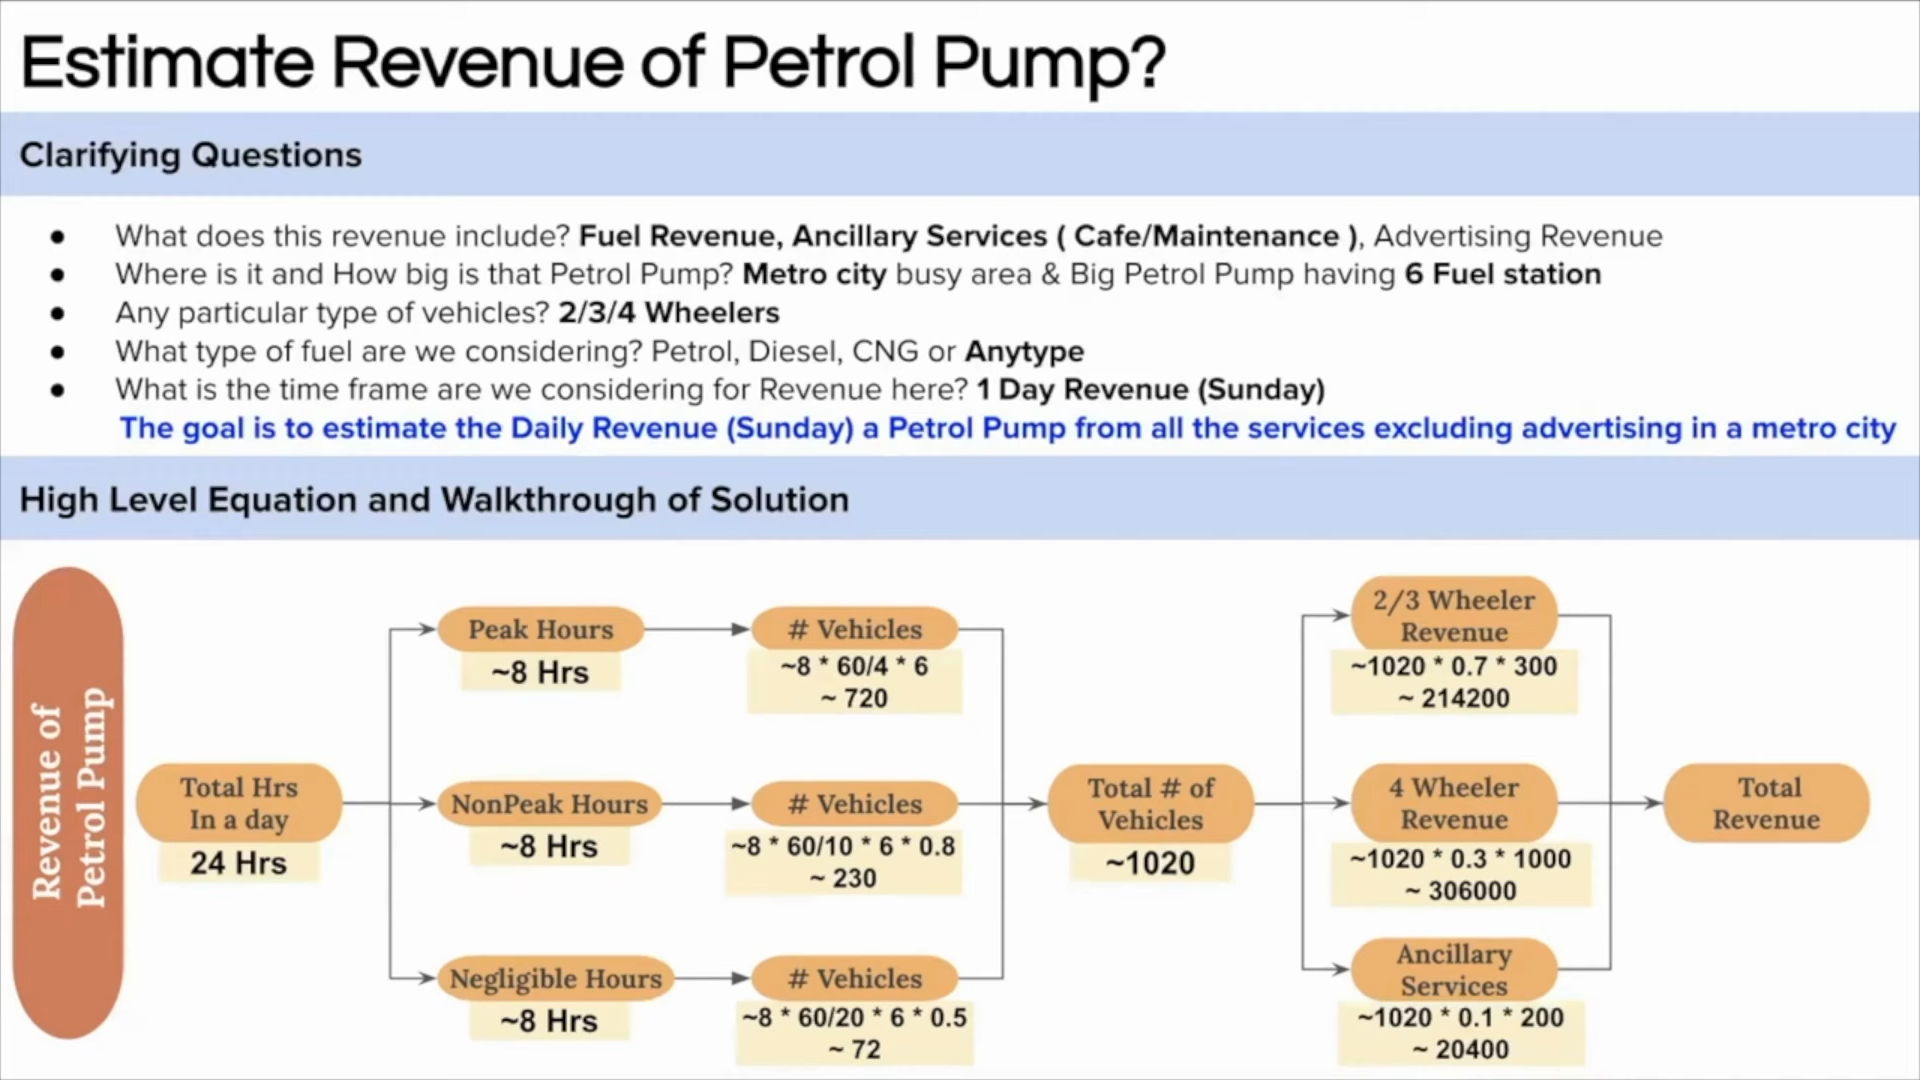 Estimate Revenue of Petrol Pump?
Clarifying Questions
● What does this revenue include? Fuel Revenue, Ancillary Services ( Cafe/Maintenance ), Advertising Revenue
● Where is it and How big is that Petrol Pump? Metro city busy area & Big Petrol Pump having 6 Fuel station
● Any particular type of vehicles? 2/3/4 Wheelers
● What type of fuel are we considering? Petrol, Diesel, CNG or Anytype
● What is the time frame are we considering for Revenue here? 1 Day Revenue (Sunday)
The goal is to estimate the Daily Revenue (Sunday) a Petrol Pump from all the services excluding advertising in a metro city
High Level Equation and Walkthrough of Solution
Revenue of
Petrol Pump
Total Hrs
In a day
24 Hrs
Peak Hours
~8 Hrs
NonPeak Hours
~8 Hrs
Negligible Hours
~8 Hrs
# Vehicles
~8 * 60/4 * 6
~ 720
# Vehicles
~8 * 60/10 * 6 * 0.8
~ 230
# Vehicles
~8 * 60/20 * 6 * 0.5
~ 72
Total # of
Vehicles
~1020
2/3 Wheeler
Revenue
~1020 * 0.7 * 300
~ 214200
4 Wheeler
Revenue
~1020 * 0.3 * 1000
~ 306000
Ancillary
Services
~1020 * 0.1 * 200
~ 20400
Total
Revenue